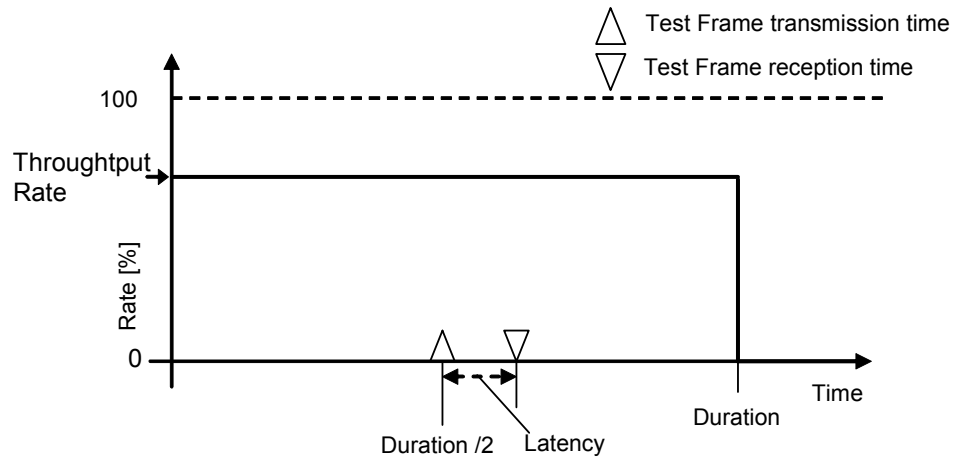 Test Frame transmission time
Test Frame reception time
100
Throughtput
Rate
Rate [%]
0
Time
Duration
Duration /2
Latency